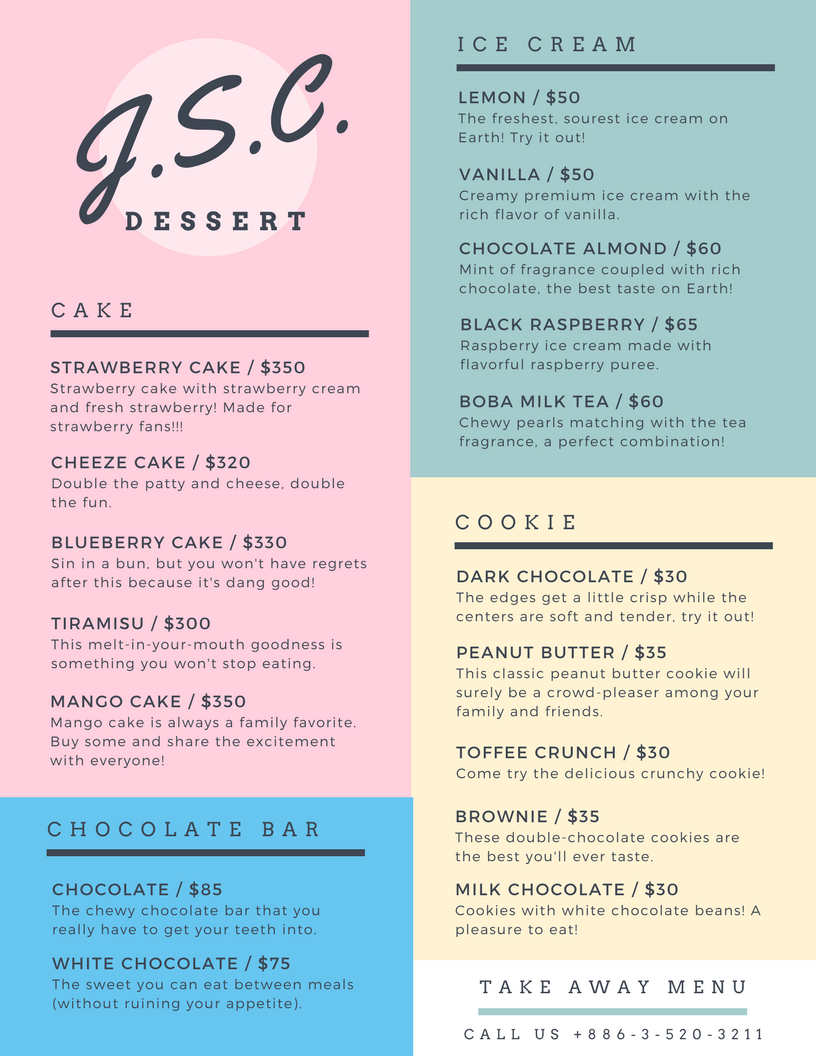 J.S.C.
DESSERT
CAKE
STRAWBERRY CAKE / $350
Strawberry cake with strawberry cream
and fresh strawberry! Made for
strawberry fans!!!
CHEEZE CAKE / $320
Double the patty and cheese, double
the fun.
BLUEBERRY CAKE / $330
Sin in a bun, but you won't have regrets
after this because it's dang good!
TIRAMISU / $300
This melt-in-your-mouth goodness is
something you won't stop eating.
MANGO CAKE / $350
Mango cake is always a family favorite.
Buy some and share the excitement
with everyone!
CHOCOLATE BAR
CHOCOLATE / $85
The chewy chocolate bar that you
really have to get your teeth into.
WHITE CHOCOLATE / $75
The sweet you can eat between meals
(without ruining your appetite).
ICE CREAM
LEMON / $50
The freshest, sourest ice cream on
Earth! Try it out!
VANILLA / $50
Creamy premium ice cream with the
rich flavor of vanilla.
CHOCOLATE ALMOND / $60
Mint of fragrance coupled with rich
chocolate, the best taste on Earth!
BLACK RASPBERRY / $65
Raspberry ice cream made with
flavorful raspberry puree.
BOBA MILK TEA / $60
Chewy pearls matching with the tea
fragrance, a perfect combination!
COOKIE
DARK CHOCOLATE / $30
The edges get a little crisp while the
centers are soft and tender, try it out!
PEANUT BUTTER / $35
This classic peanut butter cookie will
surely be a crowd-pleaser among your
family and friends.
TOFFEE CRUNCH / $30
Come try the delicious crunchy cookie!
BROWNIE / $35
These double-chocolate cookies are
the best you'll ever taste.
MILK CHOCOLATE / $30
Cookies with white chocolate beans! A
pleasure to eat!
TAKE AWAY MENU
CALL US +886-3-520-3211